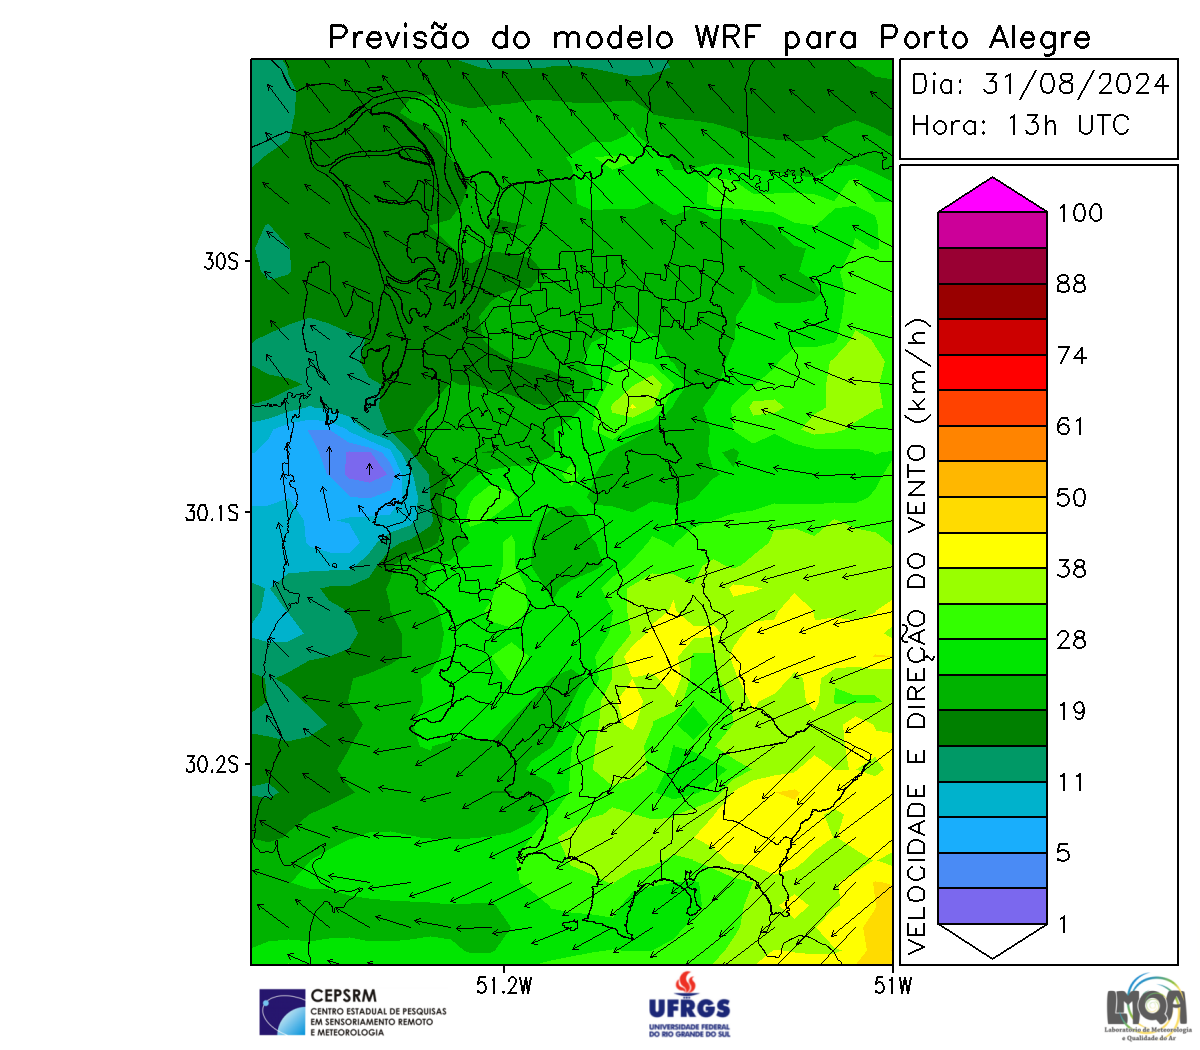 Previsão do modelo WRF para Porto Alegre
Dia: 31/08/2024
Hora: 13h UTC
30S
30.1S
30.2S
51.2W
51W
VELOCIDADE E DIREÇÃO DO VENTO (km/h)
100
88
74
61
50
38
28
19
11
5
1
CEPSRM
CENTRO ESTADUAL DE PESQUISAS
EM SENSORIAMENTO REMOTO
E METEOROLOGIA
UFRGS
UNIVERSIDADE FEDERAL
DO RIO GRANDE DO SUL
LMQA
Laboratório de Meteorologia
e Qualidade do Ar